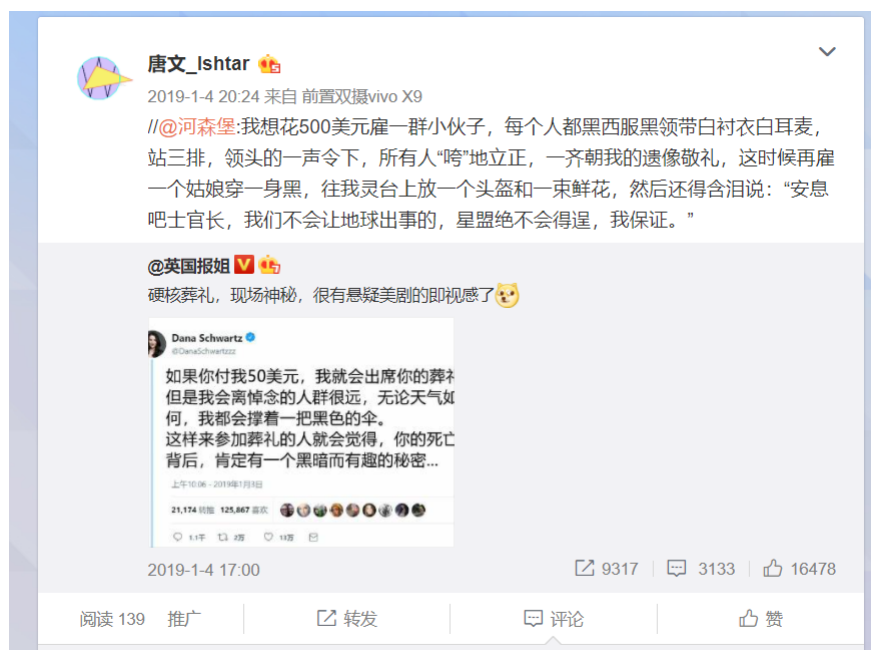 唐文_Ishtar
2019-1-4 20:24 来自 前置双摄vivo X9
//@河森堡:我想花500美元雇一群小伙子，每个人都黑西服黑领带白衬衣白耳麦，
站三排，领头的一声令下，所有人“咵”地立正，一齐朝我的遗像敬礼，这时候再雇
一个姑娘穿一身黑，往我灵台上放一个头盔和一束鲜花，然后还得含泪说：“安息
吧士官长，我们不会让地球出事的，星盟绝不会得逞，我保证。”
@英国报姐
硬核葬礼，现场神秘，很有悬疑美剧的即视感了
Dana Schwartz
@DanaSchwartzzz
如果你付我50美元，我就会出席你的葬礼
但是我会离悼念的人群很远，无论天气如
何，我都会撑着一把黑色的伞。
这样来参加葬礼的人就会觉得，你的死亡
背后，肯定有一个黑暗而有趣的秘密...
上午10:06 - 2019年1月3日
21,174 转推 125,867 喜欢
1.1千 2万 13万
2019-1-4 17:00 9317 3133 16478
阅读 139 推广 转发 评论 赞